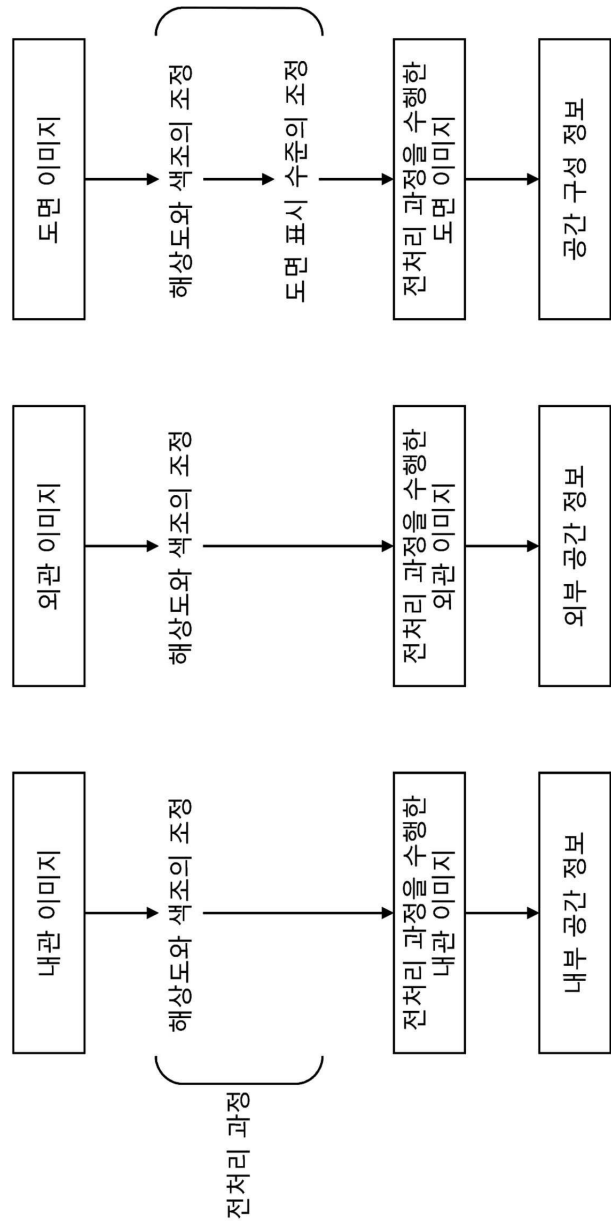 내관 이미지
외관 이미지
도면 이미지
전처리 과정
해상도와 색조의 조정
해상도와 색조의 조정
해상도와 색조의 조정
도면 표시 수준의 조정
전처리 과정을 수행한
내관 이미지
전처리 과정을 수행한
외관 이미지
전처리 과정을 수행한
도면 이미지
내부 공간 정보
외부 공간 정보
공간 구성 정보